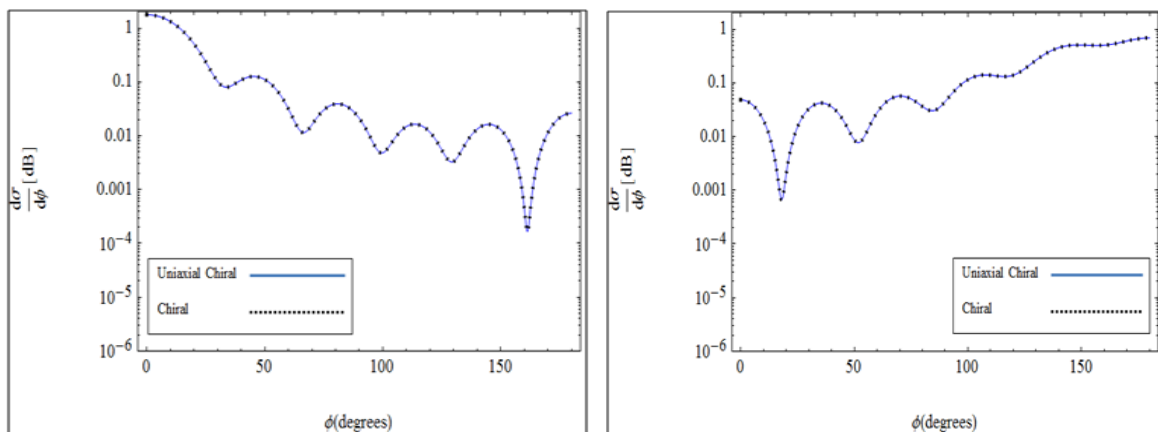 1
0.1
0.01
0.001
10^-4
10^-5
10^-6
dσ/dϕ [dB]
Uniaxial Chiral
Chiral
0 50 100 150
ϕ(degrees)
1
0.1
0.01
0.001
10^-4
10^-5
10^-6
dσ/dϕ [dB]
Uniaxial Chiral
Chiral
0 50 100 150
ϕ(degrees)